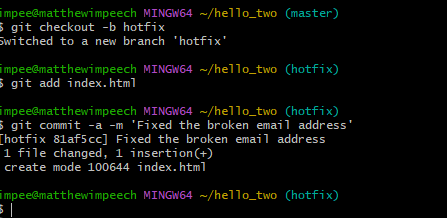 impee@matthewimpeech MINGW64 ~/hello_two (master)
$ git checkout -b hotfix
Switched to a new branch 'hotfix'
impee@matthewimpeech MINGW64 ~/hello_two (hotfix)
$ git add index.html
impee@matthewimpeech MINGW64 ~/hello_two (hotfix)
$ git commit -a -m 'Fixed the broken email address'
[hotfix 81af5cc] Fixed the broken email address
1 file changed, 1 insertion(+)
create mode 100644 index.html
impee@matthewimpeech MINGW64 ~/hello_two (hotfix)
$